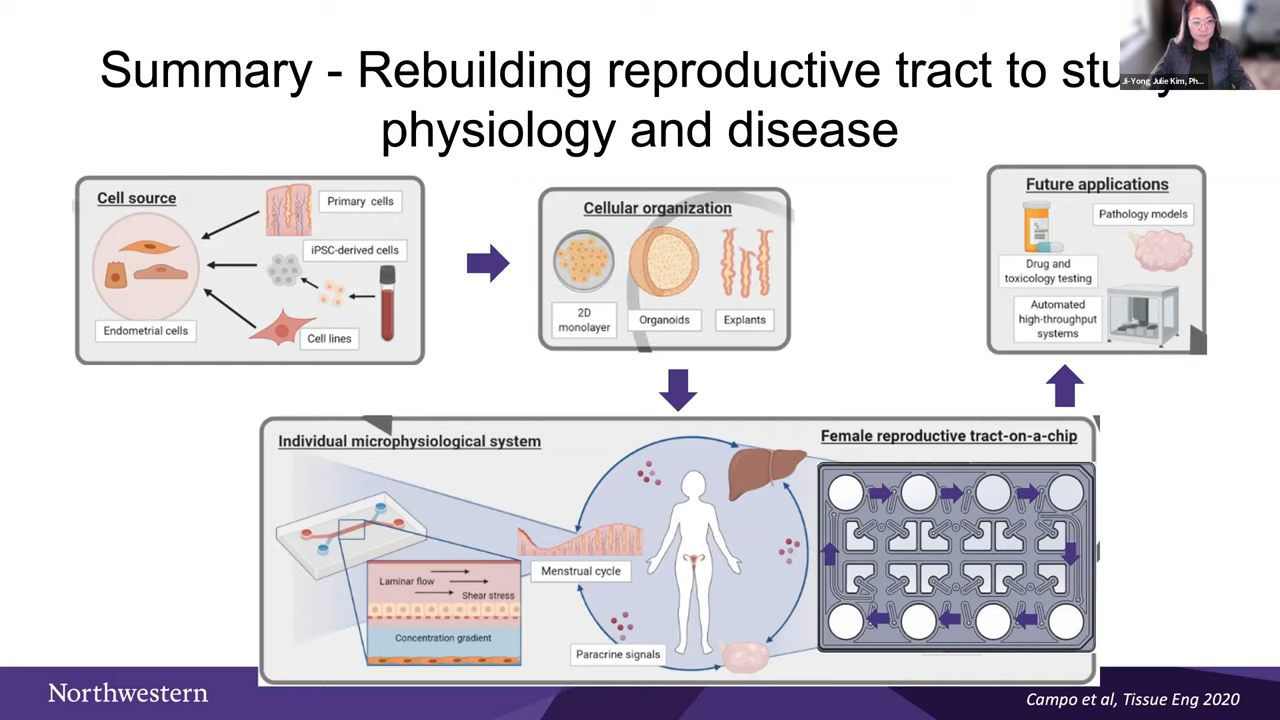 Summary - Rebuilding reproductive tract to study
physiology and disease
Ji-Yong Julie Kim, Ph...
Cell source
Primary cells
iPSC-derived cells
Endometrial cells
Cell lines
Cellular organization
2D
monolayer
Organoids
Explants
Future applications
Pathology models
Drug and
toxicology testing
Automated
high-throughput
systems
Individual microphysiological system
Female reproductive tract-on-a-chip
Laminar flow
Shear stress
Concentration gradient
Menstrual cycle
Paracrine signals
Northwestern
Campo et al, Tissue Eng 2020